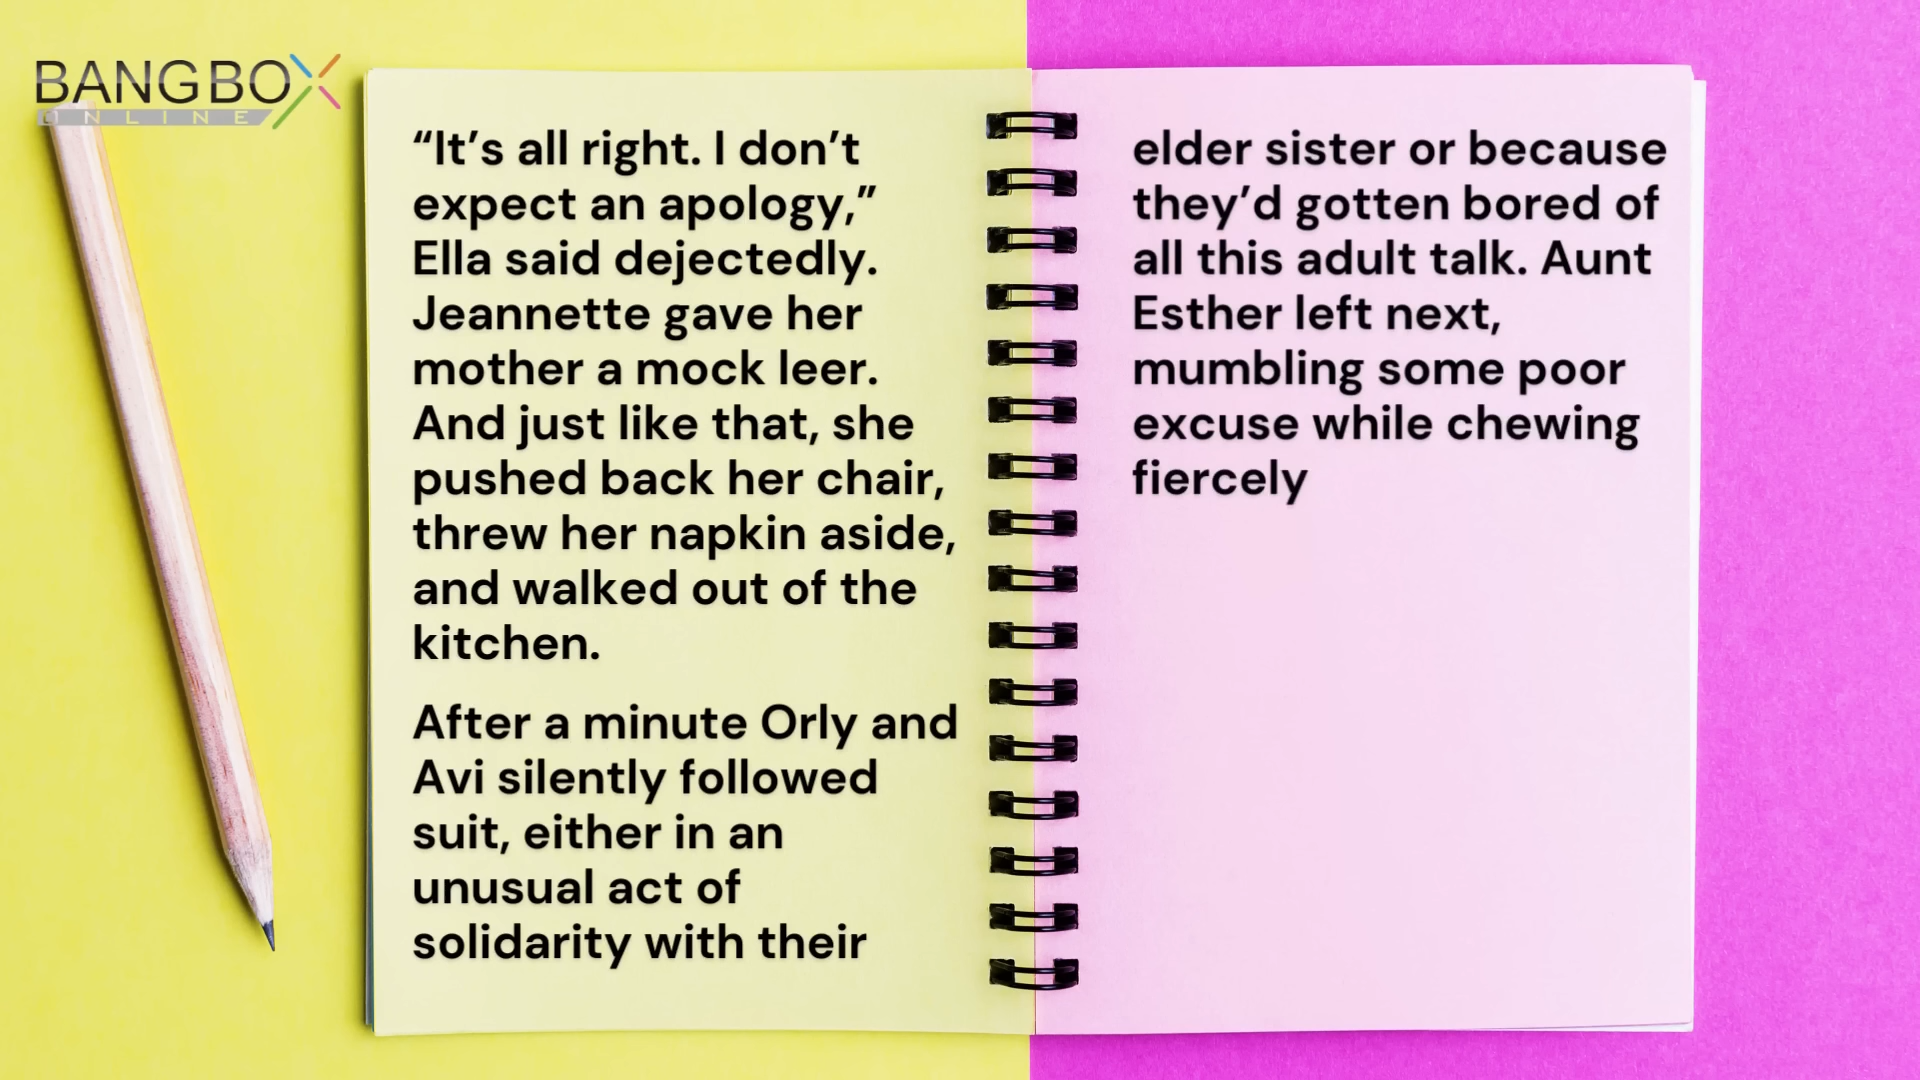 BANGBOX
ONLINE
“It’s all right. I don’t
expect an apology,”
Ella said dejectedly.
Jeannette gave her
mother a mock leer.
And just like that, she
pushed back her chair,
threw her napkin aside,
and walked out of the
kitchen.
After a minute Orly and
Avi silently followed
suit, either in an
unusual act of
solidarity with their
elder sister or because
they’d gotten bored of
all this adult talk. Aunt
Esther left next,
mumbling some poor
excuse while chewing
fiercely